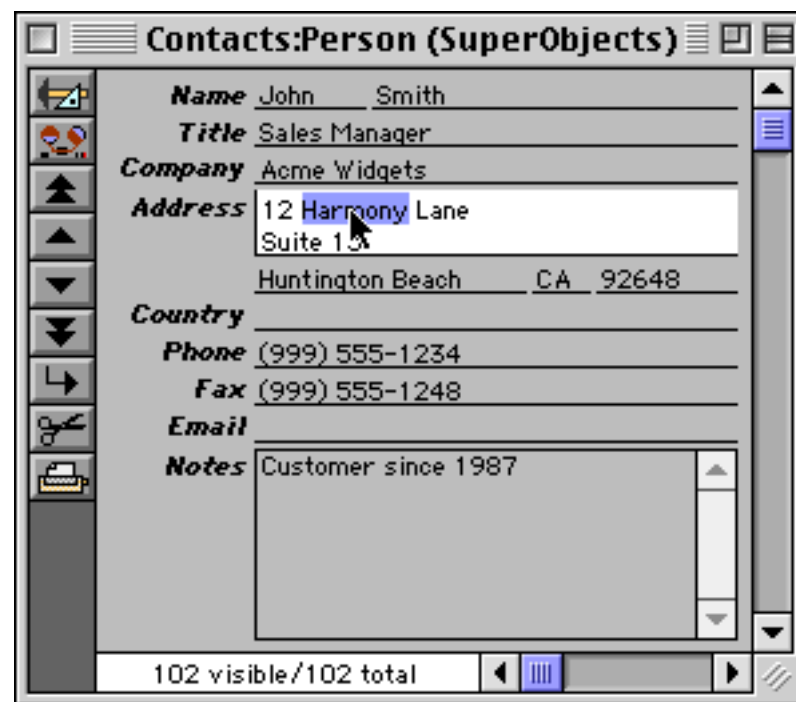 Contacts:Person (SuperObjects)
Name John Smith
Title Sales Manager
Company Acme Widgets
Address 12 Harmony Lane
Suite
Huntington Beach CA 92648
Country
Phone (999) 555-1234
Fax (999) 555-1248
Email
Notes Customer since 1987
102 visible/102 total